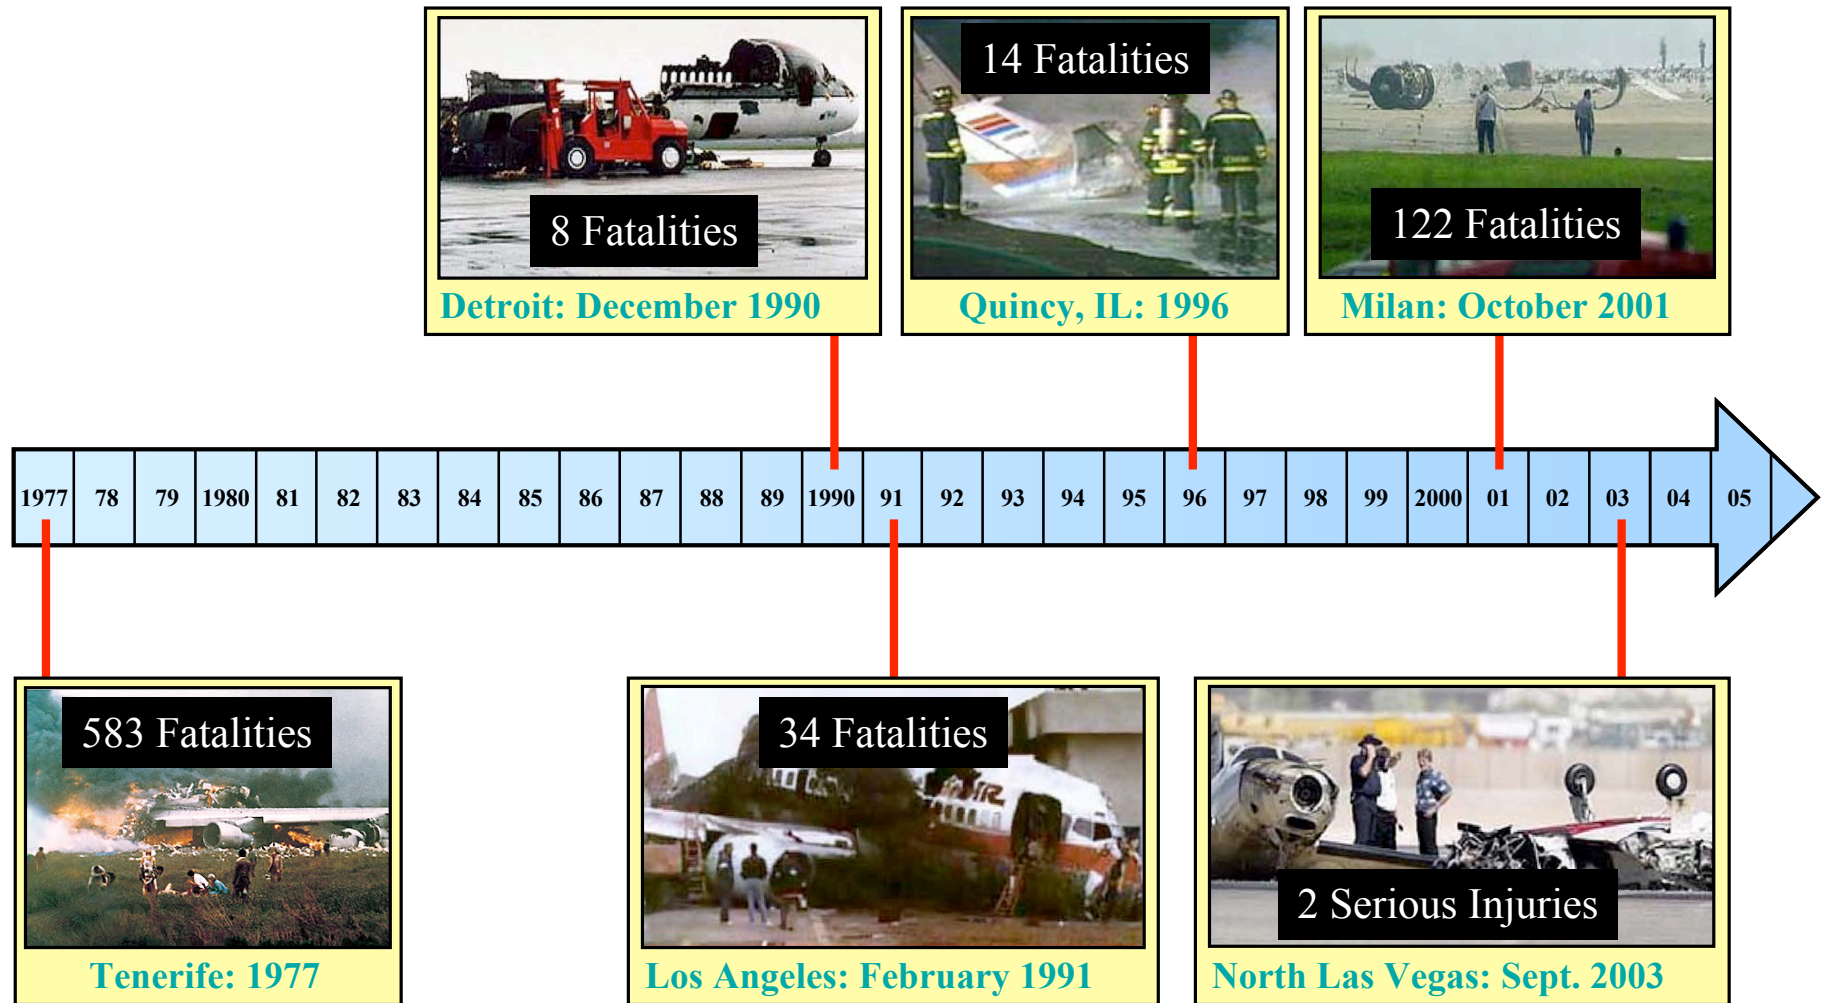 8 Fatalities
Detroit: December 1990
14 Fatalities
Quincy, IL: 1996
122 Fatalities
Milan: October 2001
1977 78 79 1980 81 82 83 84 85 86 87 88 89 1990 91 92 93 94 95 96 97 98 99 2000 01 02 03 04 05
583 Fatalities
Tenerife: 1977
34 Fatalities
Los Angeles: February 1991
2 Serious Injuries
North Las Vegas: Sept. 2003